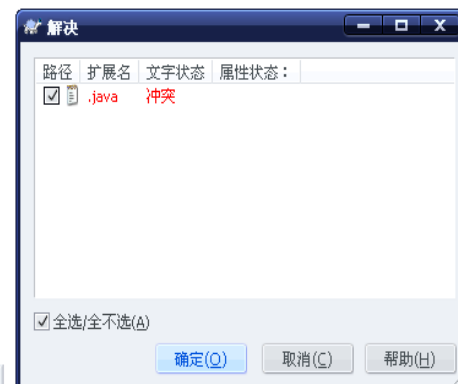 解决
路径 扩展名 文字状态 属性状态：
.java 冲突
全选/全不选(A)
确定(O) 取消(C) 帮助(H)